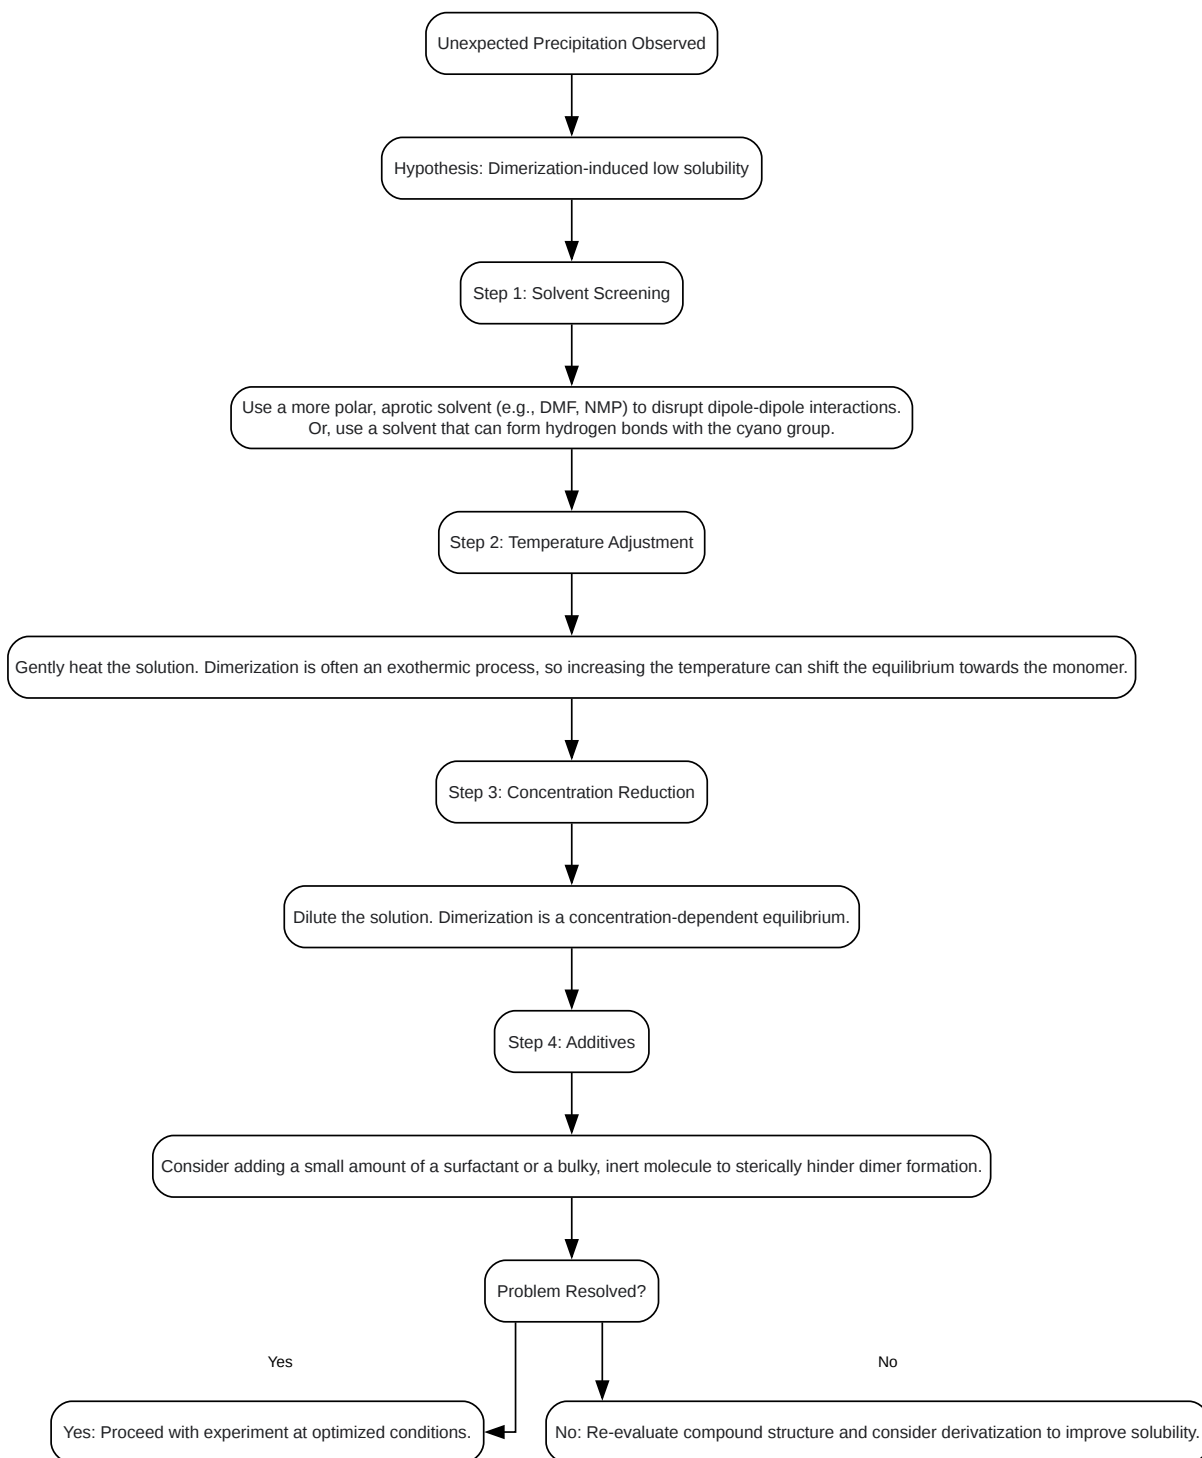 Unexpected Precipitation Observed
Hypothesis: Dimerization-induced low solubility
Step 1: Solvent Screening
Use a more polar, aprotic solvent (e.g., DMF, NMP) to disrupt dipole-dipole interactions.
Or, use a solvent that can form hydrogen bonds with the cyano group.
Step 2: Temperature Adjustment
Gently heat the solution. Dimerization is often an exothermic process, so increasing the temperature can shift the equilibrium towards the monomer.
Step 3: Concentration Reduction
Dilute the solution. Dimerization is a concentration-dependent equilibrium.
Step 4: Additives
Consider adding a small amount of a surfactant or a bulky, inert molecule to sterically hinder dimer formation.
Problem Resolved?
Yes
No
Yes: Proceed with experiment at optimized conditions.
No: Re-evaluate compound structure and consider derivatization to improve solubility.